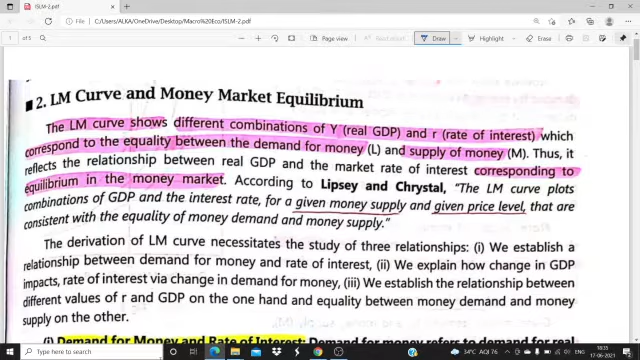 ISLM-2.pdf
C:/Users/ALKA/OneDrive/Desktop/Macro%20Eco/ISLM-2.pdf
1 of 5
Page view
Read aloud
Draw
Highlight
Erase
2. LM Curve and Money Market Equilibrium
The LM curve shows different combinations of Y (real GDP) and r (rate of interest) which
correspond to the equality between the demand for money (L) and supply of money (M). Thus, it
reflects the relationship between real GDP and the market rate of interest corresponding to
equilibrium in the money market. According to Lipsey and Chrystal, "The LM curve plots
combinations of GDP and the interest rate, for a given money supply and given price level, that are
consistent with the equality of money demand and money supply."
The derivation of LM curve necessitates the study of three relationships: (i) We establish a
relationship between demand for money and rate of interest, (ii) We explain how change in GDP
impacts, rate of interest via change in demand for money, (iii) We establish the relationship between
different values of r and GDP on the one hand and equality between money demand and money
supply on the other.
(i) Demand for Money and Rate of Interest: Demand for money refers to demand for real
Type here to search
34°C AQI 76
ENG
18:35
17-06-2021